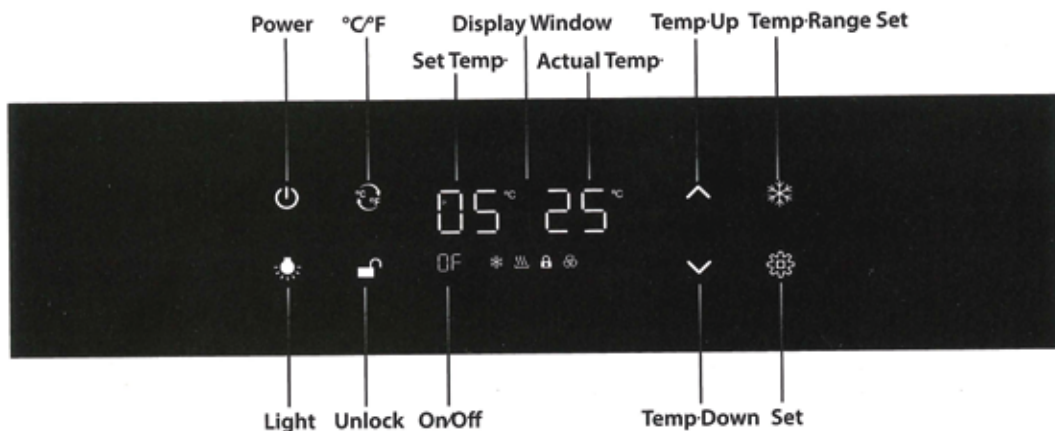 Power °C/°F Display Window Temp·Up Temp·Range Set
Set Temp· Actual Temp·
°C °F 05 °C 25 °C
OF
Light Unlock On/Off Temp·Down Set